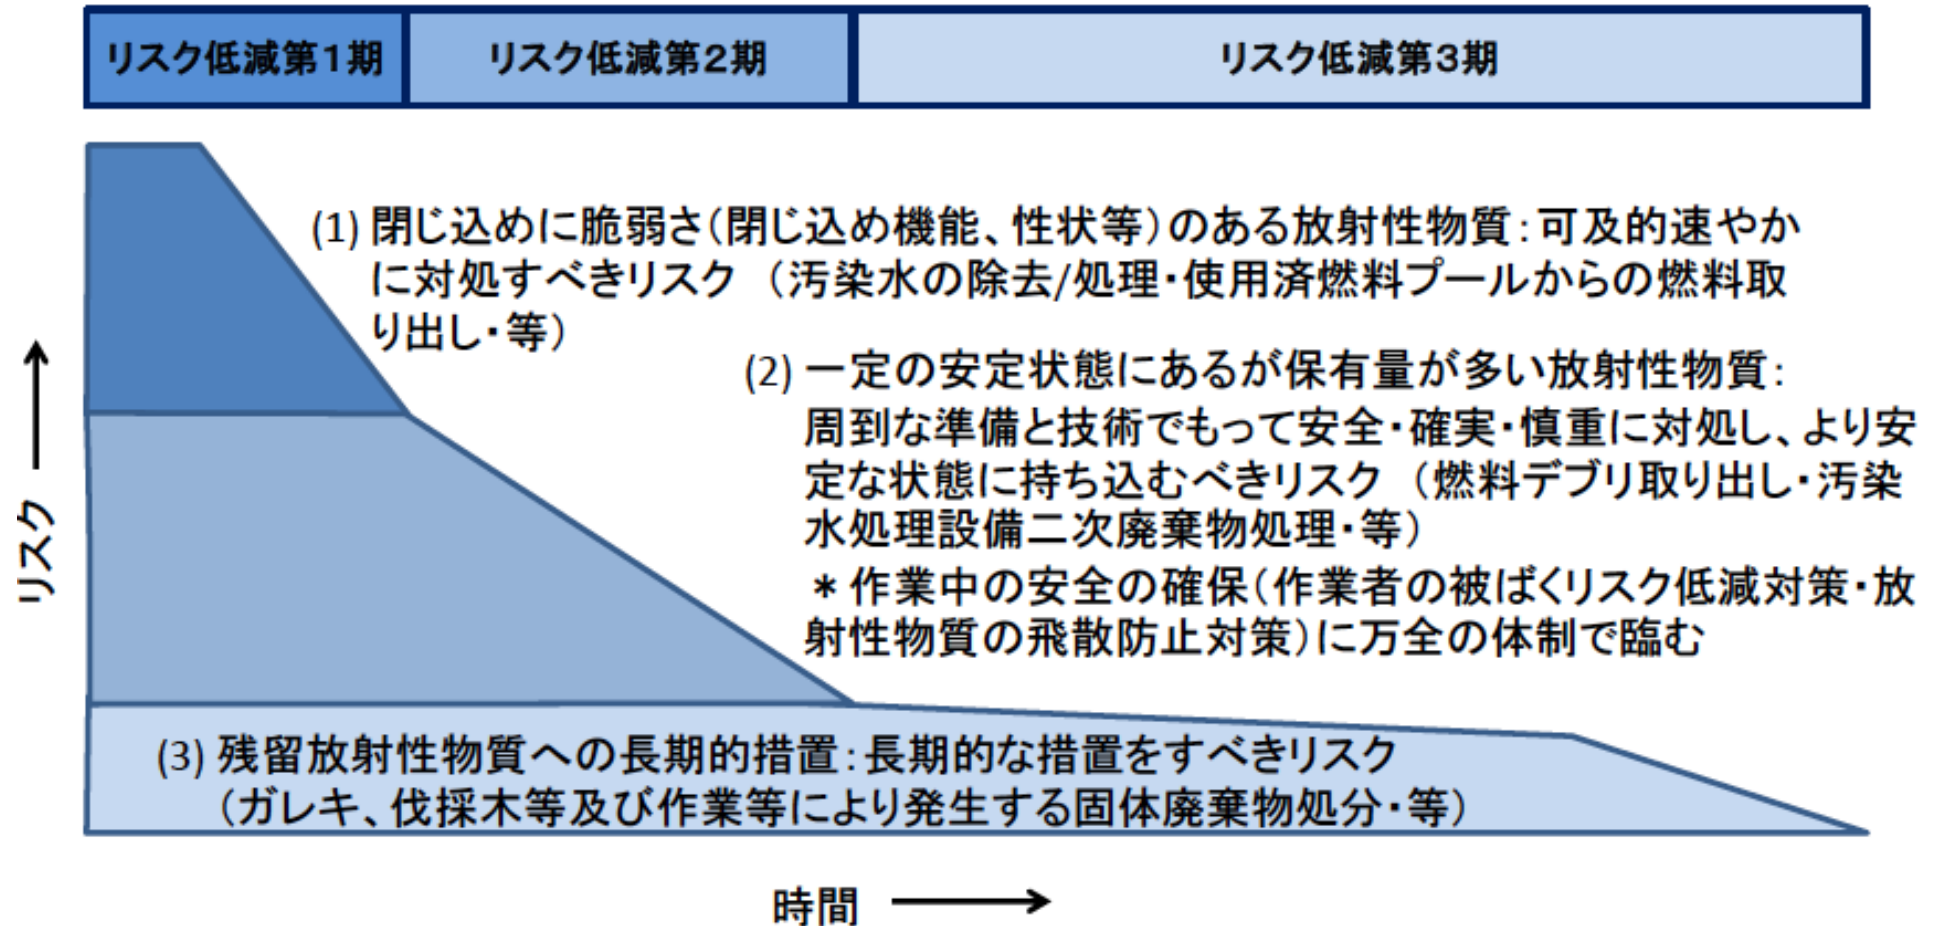 リスク低減第1期
リスク低減第2期
リスク低減第3期
(1) 閉じ込めに脆弱さ(閉じ込め機能、性状等)のある放射性物質:可及的速やか
に対処すべきリスク (汚染水の除去/処理・使用済燃料プールからの燃料取
り出し・等)
(2) 一定の安定状態にあるが保有量が多い放射性物質:
周到な準備と技術でもって安全・確実・慎重に対処し、より安
定な状態に持ち込むべきリスク (燃料デブリ取り出し・汚染
水処理設備二次廃棄物処理・等)
*作業中の安全の確保(作業者の被ばくリスク低減対策・放
射性物質の飛散防止対策)に万全の体制で臨む
(3) 残留放射性物質への長期的措置:長期的な措置をすべきリスク
(ガレキ、伐採木等及び作業等により発生する固体廃棄物処分・等)
リスク
時間